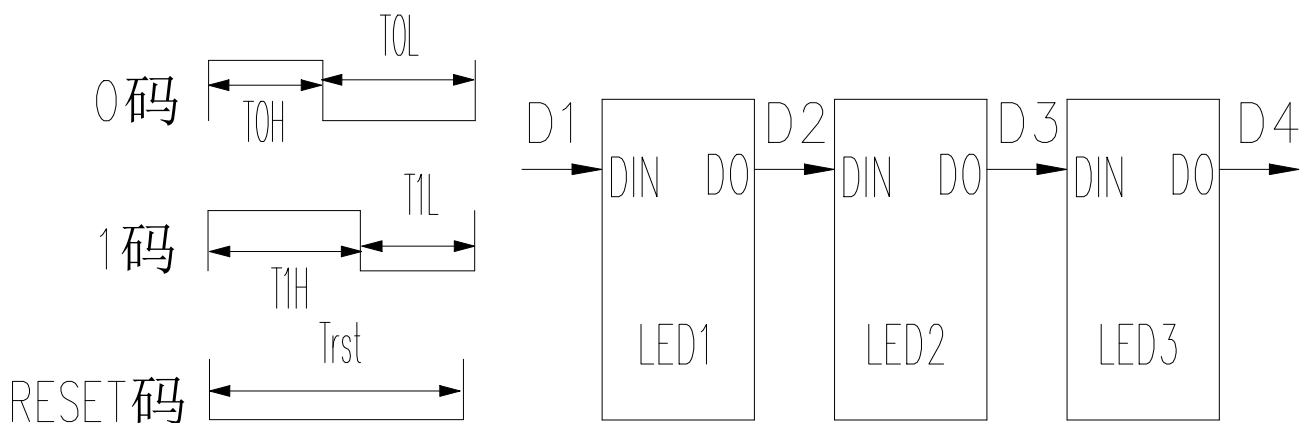 0码
T0H
T0L
1码
T1H
T1L
RESET码
Trst
D1
DIN
DO
LED1
D2
DIN
DO
LED2
D3
DIN
DO
LED3
D4